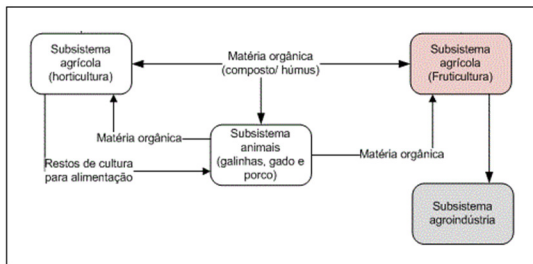 Subsistema
agrícola
(horticultura)
Matéria orgânica
(composto/ húmus)
Subsistema
agrícola
(Fruticultura)
Matéria orgânica
Subsistema
animais
(galinhas, gado e
porco)
Matéria orgânica
Restos de cultura
para alimentação
Subsistema
agroindústria